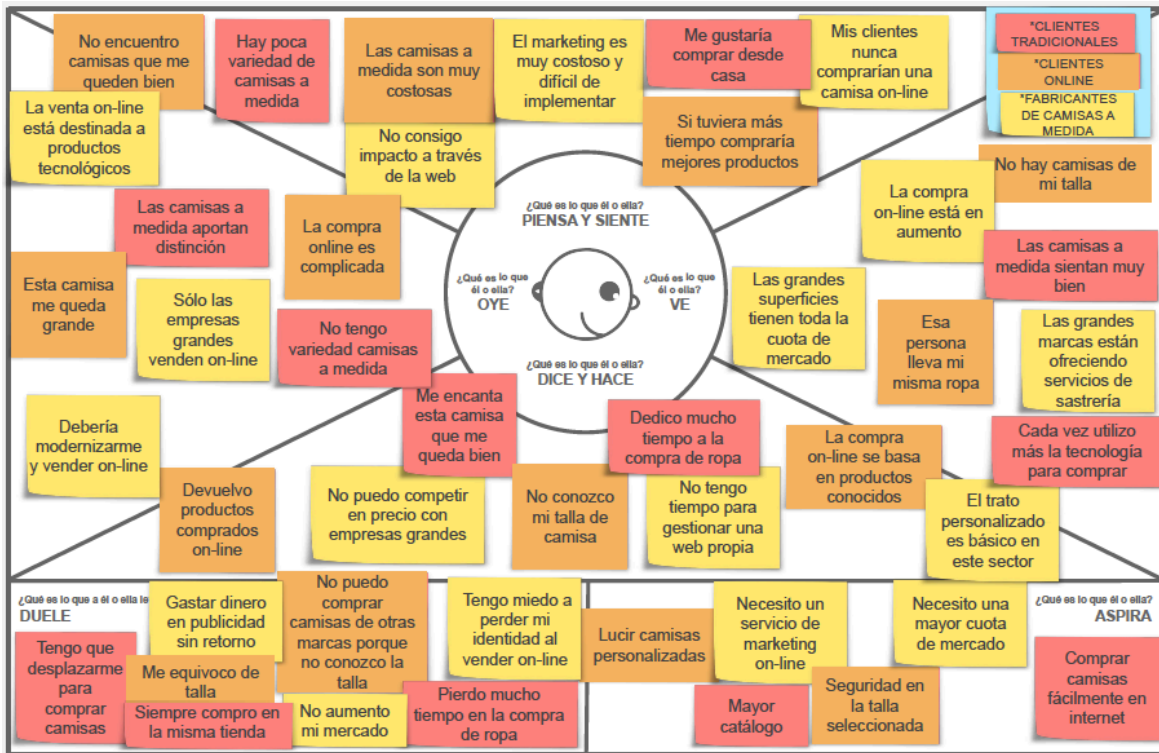 No encuentro
camisas que me
queden bien
Hay poca
variedad de
camisas a
medida
Las camisas a
medida son muy
costosas
El marketing es
muy costoso y
difícil de
implementar
Me gustaría
comprar desde
casa
Mis clientes
nunca
comprarían una
camisa on-line
*CLIENTES
TRADICIONALES
*CLIENTES
ONLINE
*FABRICANTES
DE CAMISAS A
MEDIDA
La venta on-line
está destinada a
productos
tecnológicos
No consigo
impacto a través
de la web
Si tuviera más
tiempo compraría
mejores productos
No hay camisas de
mi talla
La compra
on-line está en
aumento
Las camisas a
medida aportan
distinción
La compra
online es
complicada
¿Qué es lo que él o ella?
PIENSA Y SIENTE
Las camisas a
medida sientan muy
bien
Esta camisa
me queda
grande
Sólo las
empresas
grandes
venden on-line
¿Qué es lo que
él o ella?
OYE
¿Qué es lo que
él o ella?
VE
Las grandes
superficies
tienen toda la
cuota de
mercado
Esa
persona
lleva mi
misma ropa
Las grandes
marcas están
ofreciendo
servicios de
sastrería
No tengo
variedad camisas
a medida
¿Qué es lo que él o ella?
DICE Y HACE
Me encanta
esta camisa
que me
queda bien
Dedico mucho
tiempo a la
compra de ropa
Debería
modernizarme
y vender on-line
La compra
on-line se basa
en productos
conocidos
Cada vez utilizo
más la tecnología
para comprar
Devuelvo
productos
comprados
on-line
No puedo competir
en precio con
empresas grandes
No conozco
mi talla de
camisa
No tengo
tiempo para
gestionar una
web propia
El trato
personalizado
es básico en
este sector
¿Qué es lo que a él o ella le
DUELE
Gastar dinero
en publicidad
sin retorno
No puedo
comprar
camisas de otras
marcas porque
no conozco la
talla
Tengo miedo a
perder mi
identidad al
vender on-line
Tengo que
desplazarme
para
comprar
camisas
Me equivoco de
talla
Siempre compro en
la misma tienda
No aumento
mi mercado
Pierdo mucho
tiempo en la compra
de ropa
Lucir camisas
personalizadas
Necesito un
servicio de
marketing
on-line
Necesito una
mayor cuota
de mercado
¿Qué es lo que él o ella?
ASPIRA
Mayor
catálogo
Seguridad en
la talla
seleccionada
Comprar
camisas
fácilmente en
internet